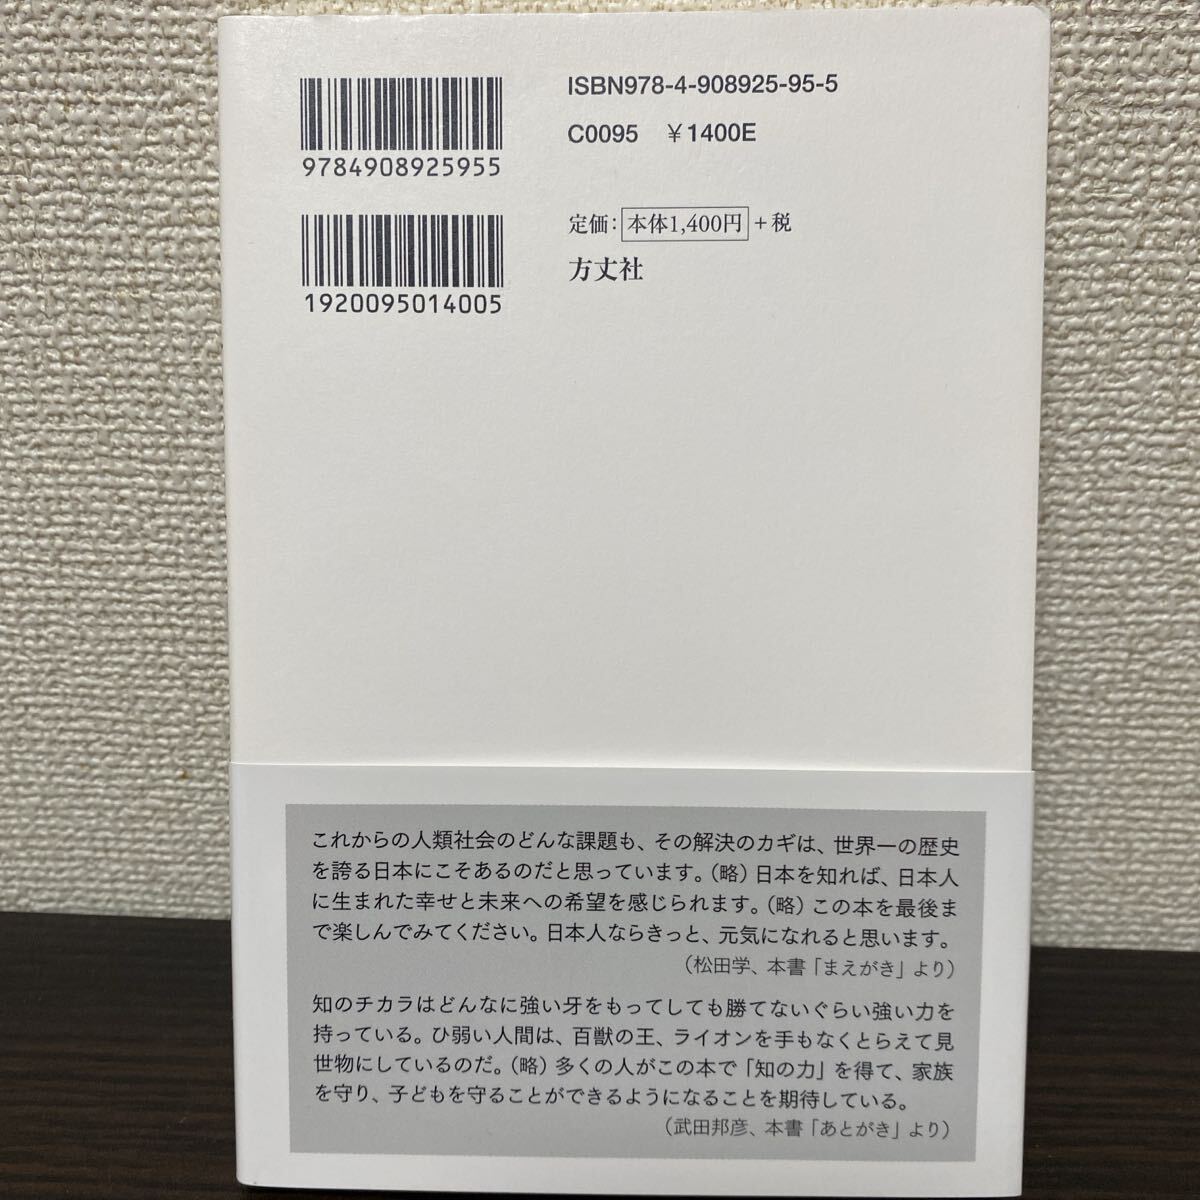 9784908925955
1920095014005
ISBN978-4-908925-95-5
C0095 ¥1400E
定価：本体1,400円＋税
方丈社
これからの人類社会のどんな課題も、その解決のカギは、世界一の歴史
を誇る日本にこそあるのだと思っています。（略）日本を知れば、日本人
に生まれた幸せと未来への希望を感じられます。（略）この本を最後ま
で楽しんでみてください。日本人ならきっと、元気になれると思います。
（松田学、本書「まえがき」より）
知のチカラはどんなに強い牙をもってしても勝てないぐらい強い力を
持っている。ひ弱い人間は、百獣の王、ライオンを手もなくとらえて見
世物にしているのだ。（略）多くの人がこの本で「知の力」を得て、家族
を守り、子どもを守ることができるようになることを期待している。
（武田邦彦、本書「あとがき」より）